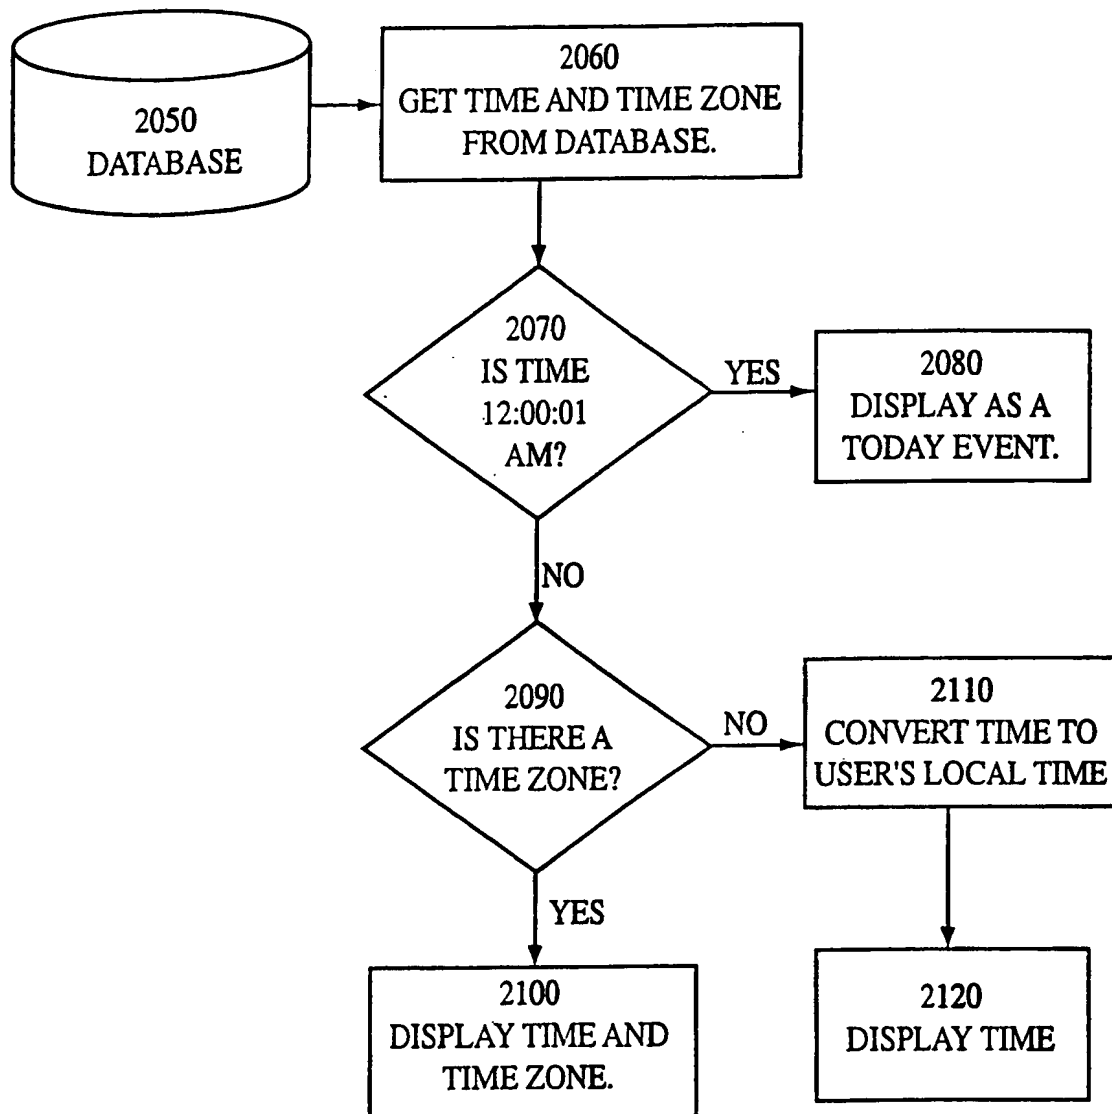 2050
DATABASE
2060
GET TIME AND TIME ZONE
FROM DATABASE.
2070
IS TIME
12:00:01
AM?
YES
2080
DISPLAY AS A
TODAY EVENT.
NO
2090
IS THERE A
TIME ZONE?
NO
2110
CONVERT TIME TO
USER'S LOCAL TIME
YES
2100
DISPLAY TIME AND
TIME ZONE.
2120
DISPLAY TIME